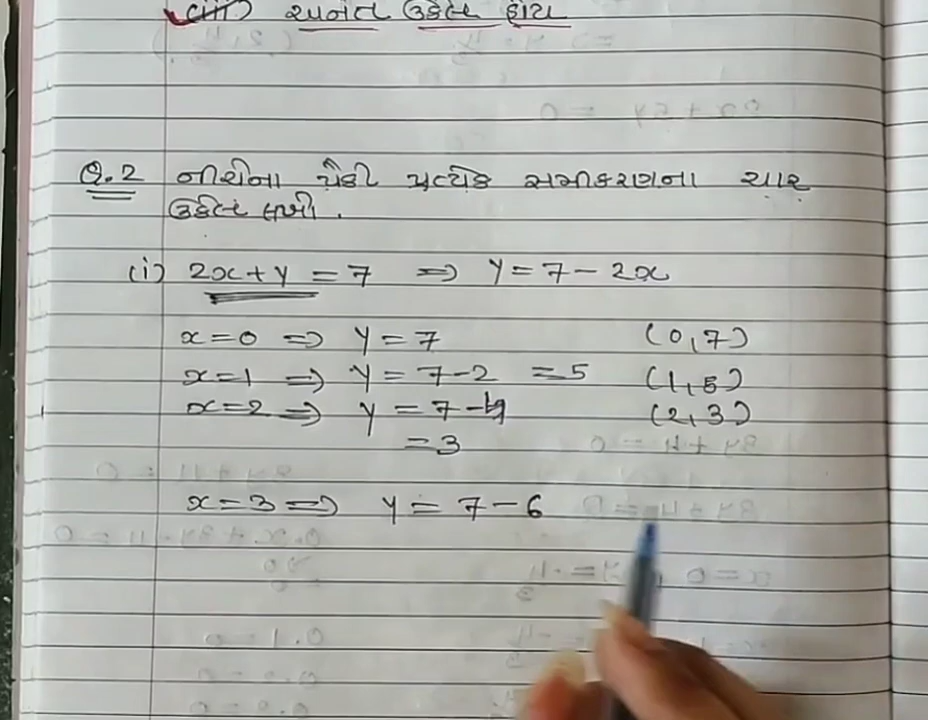 (iii) અનંત ઉકેલ હોય
Q.2 નીચેના પૈકી પ્રત્યેક સમીકરણના ચાર
ઉકેલ લખો.
(i) 2x+y=7 ⇒ y=7-2x
x=0 ⇒ y=7 (0,7)
x=1 ⇒ y=7-2 =5 (1,5)
x=2 ⇒ y=7-4 (2,3)
=3
x=3 ⇒ y=7-6